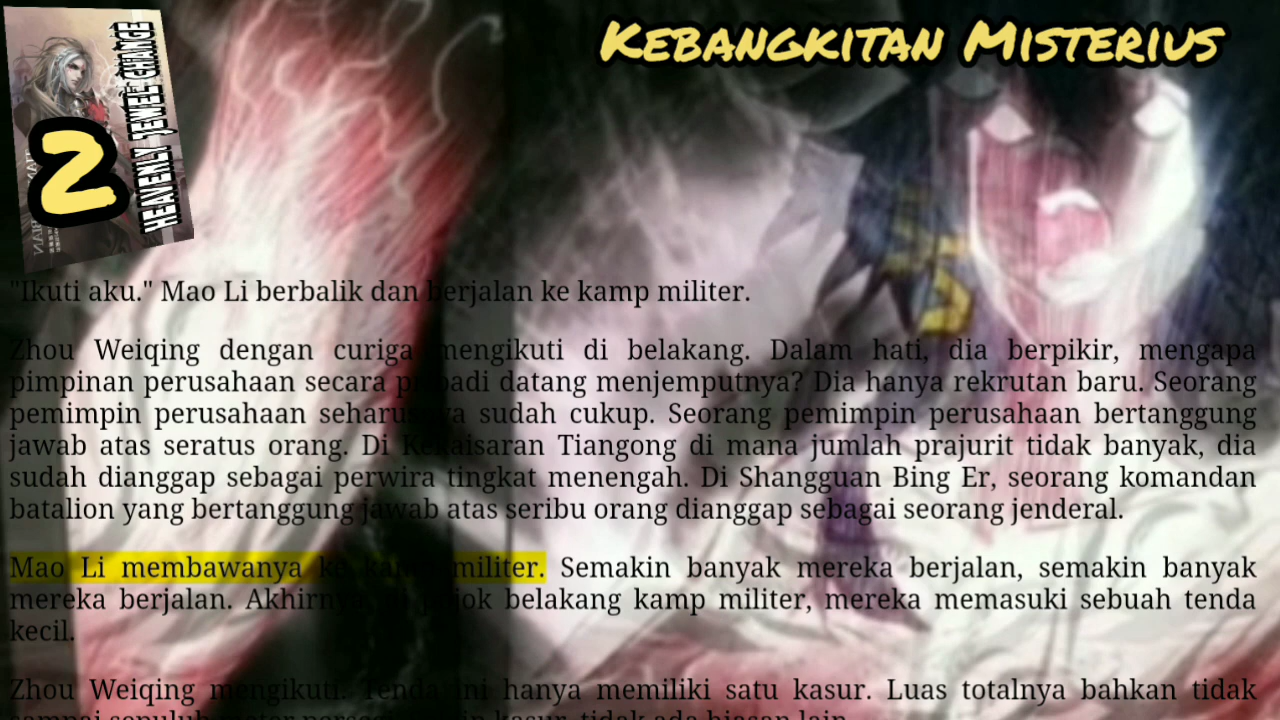 Kebangkitan Misterius
HEAVENLY JEWEL CHANGE
2
"Ikuti aku." Mao Li berbalik dan berjalan ke kamp militer.
Zhou Weiqing dengan curiga mengikuti di belakang. Dalam hati, dia berpikir, mengapa
pimpinan perusahaan secara pribadi datang menjemputnya? Dia hanya rekrutan baru. Seorang
pemimpin perusahaan seharusnya sudah cukup. Seorang pemimpin perusahaan bertanggung
jawab atas seratus orang. Di Kekaisaran Tiangong di mana jumlah prajurit tidak banyak, dia
sudah dianggap sebagai perwira tingkat menengah. Di Shangguan Bing Er, seorang komandan
batalion yang bertanggung jawab atas seribu orang dianggap sebagai seorang jenderal.
Mao Li membawanya ke kamp militer. Semakin banyak mereka berjalan, semakin banyak
mereka berjalan. Akhirnya, di pojok belakang kamp militer, mereka memasuki sebuah tenda
kecil.
Zhou Weiqing mengikuti. Tenda ini hanya memiliki satu kasur. Luas totalnya bahkan tidak